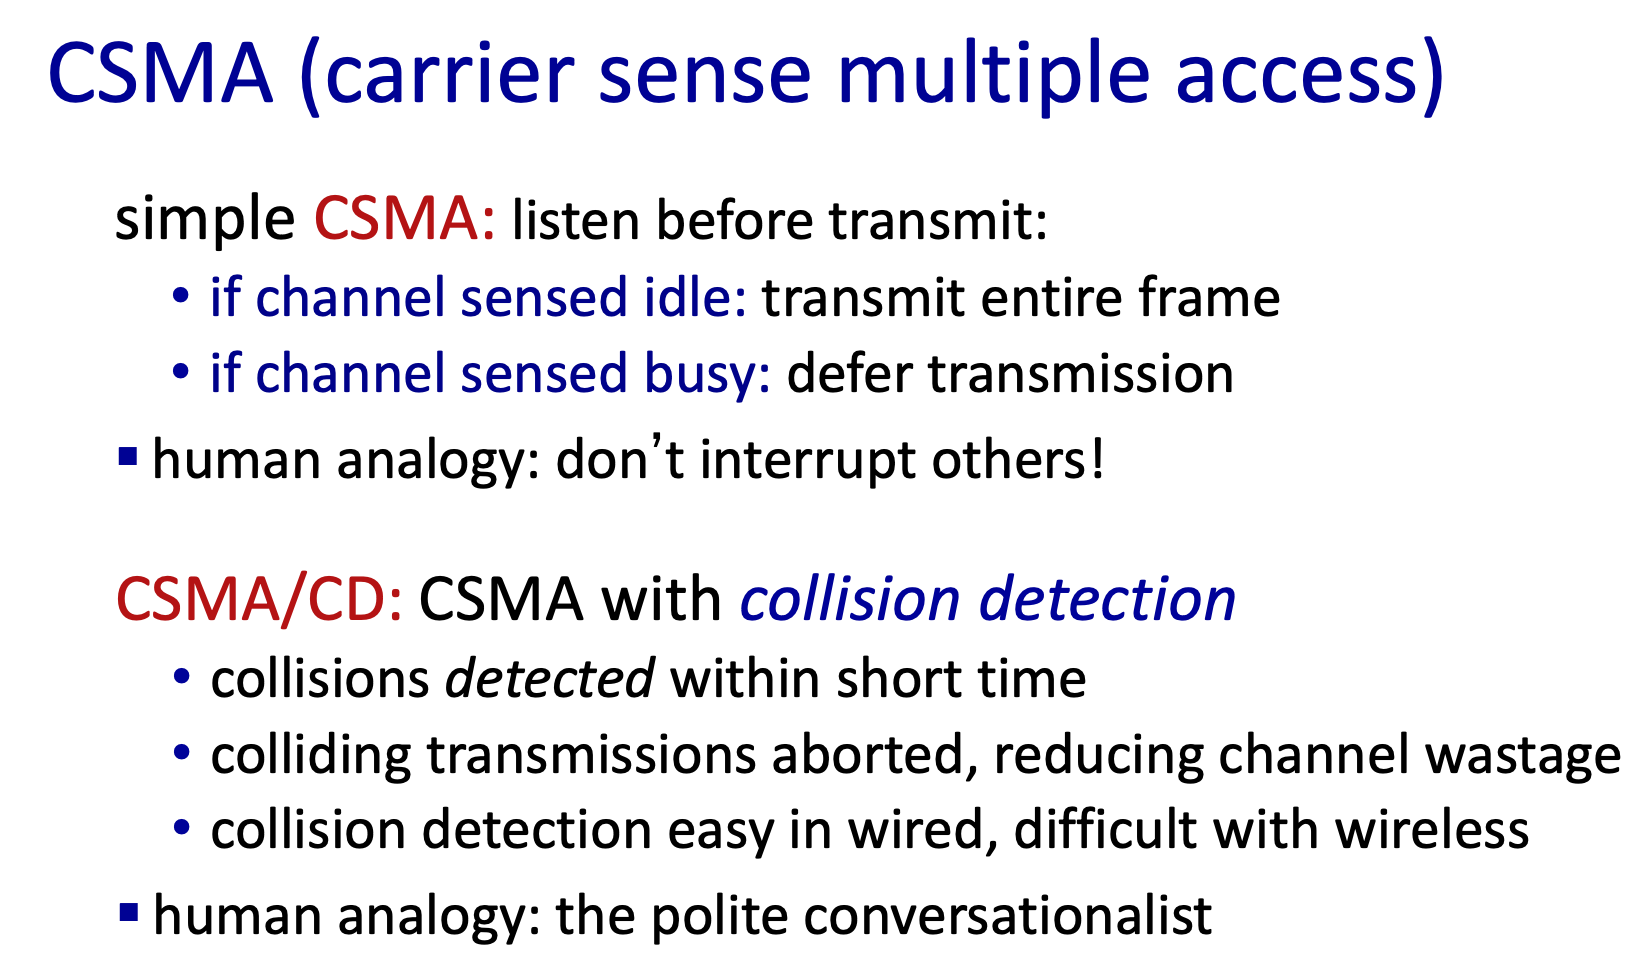 CSMA (carrier sense multiple access)
simple CSMA: listen before transmit:
• if channel sensed idle: transmit entire frame
• if channel sensed busy: defer transmission
▪ human analogy: don’t interrupt others!
CSMA/CD: CSMA with collision detection
• collisions detected within short time
• colliding transmissions aborted, reducing channel wastage
• collision detection easy in wired, difficult with wireless
▪ human analogy: the polite conversationalist